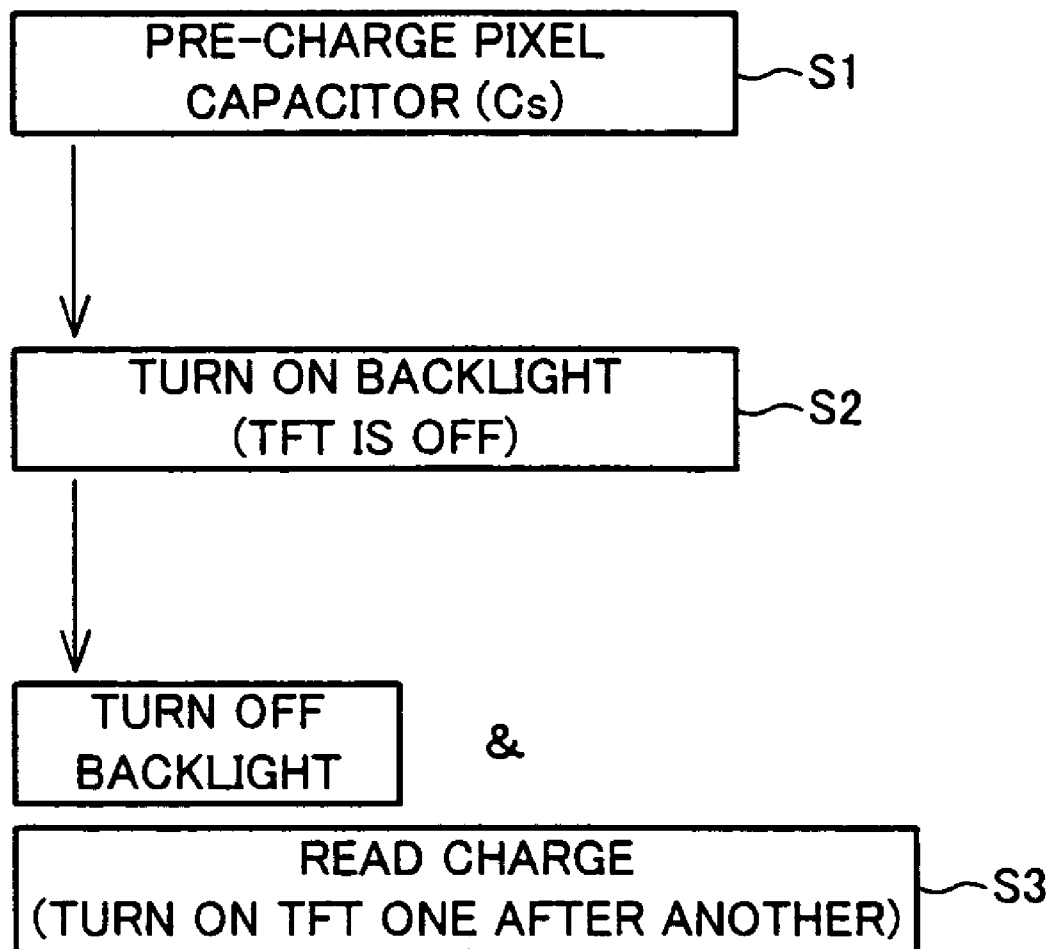 PRE-CHARGE PIXEL
CAPACITOR (Cs)
S1
TURN ON BACKLIGHT
(TFT IS OFF)
S2
TURN OFF
BACKLIGHT
&
READ CHARGE
(TURN ON TFT ONE AFTER ANOTHER)
S3